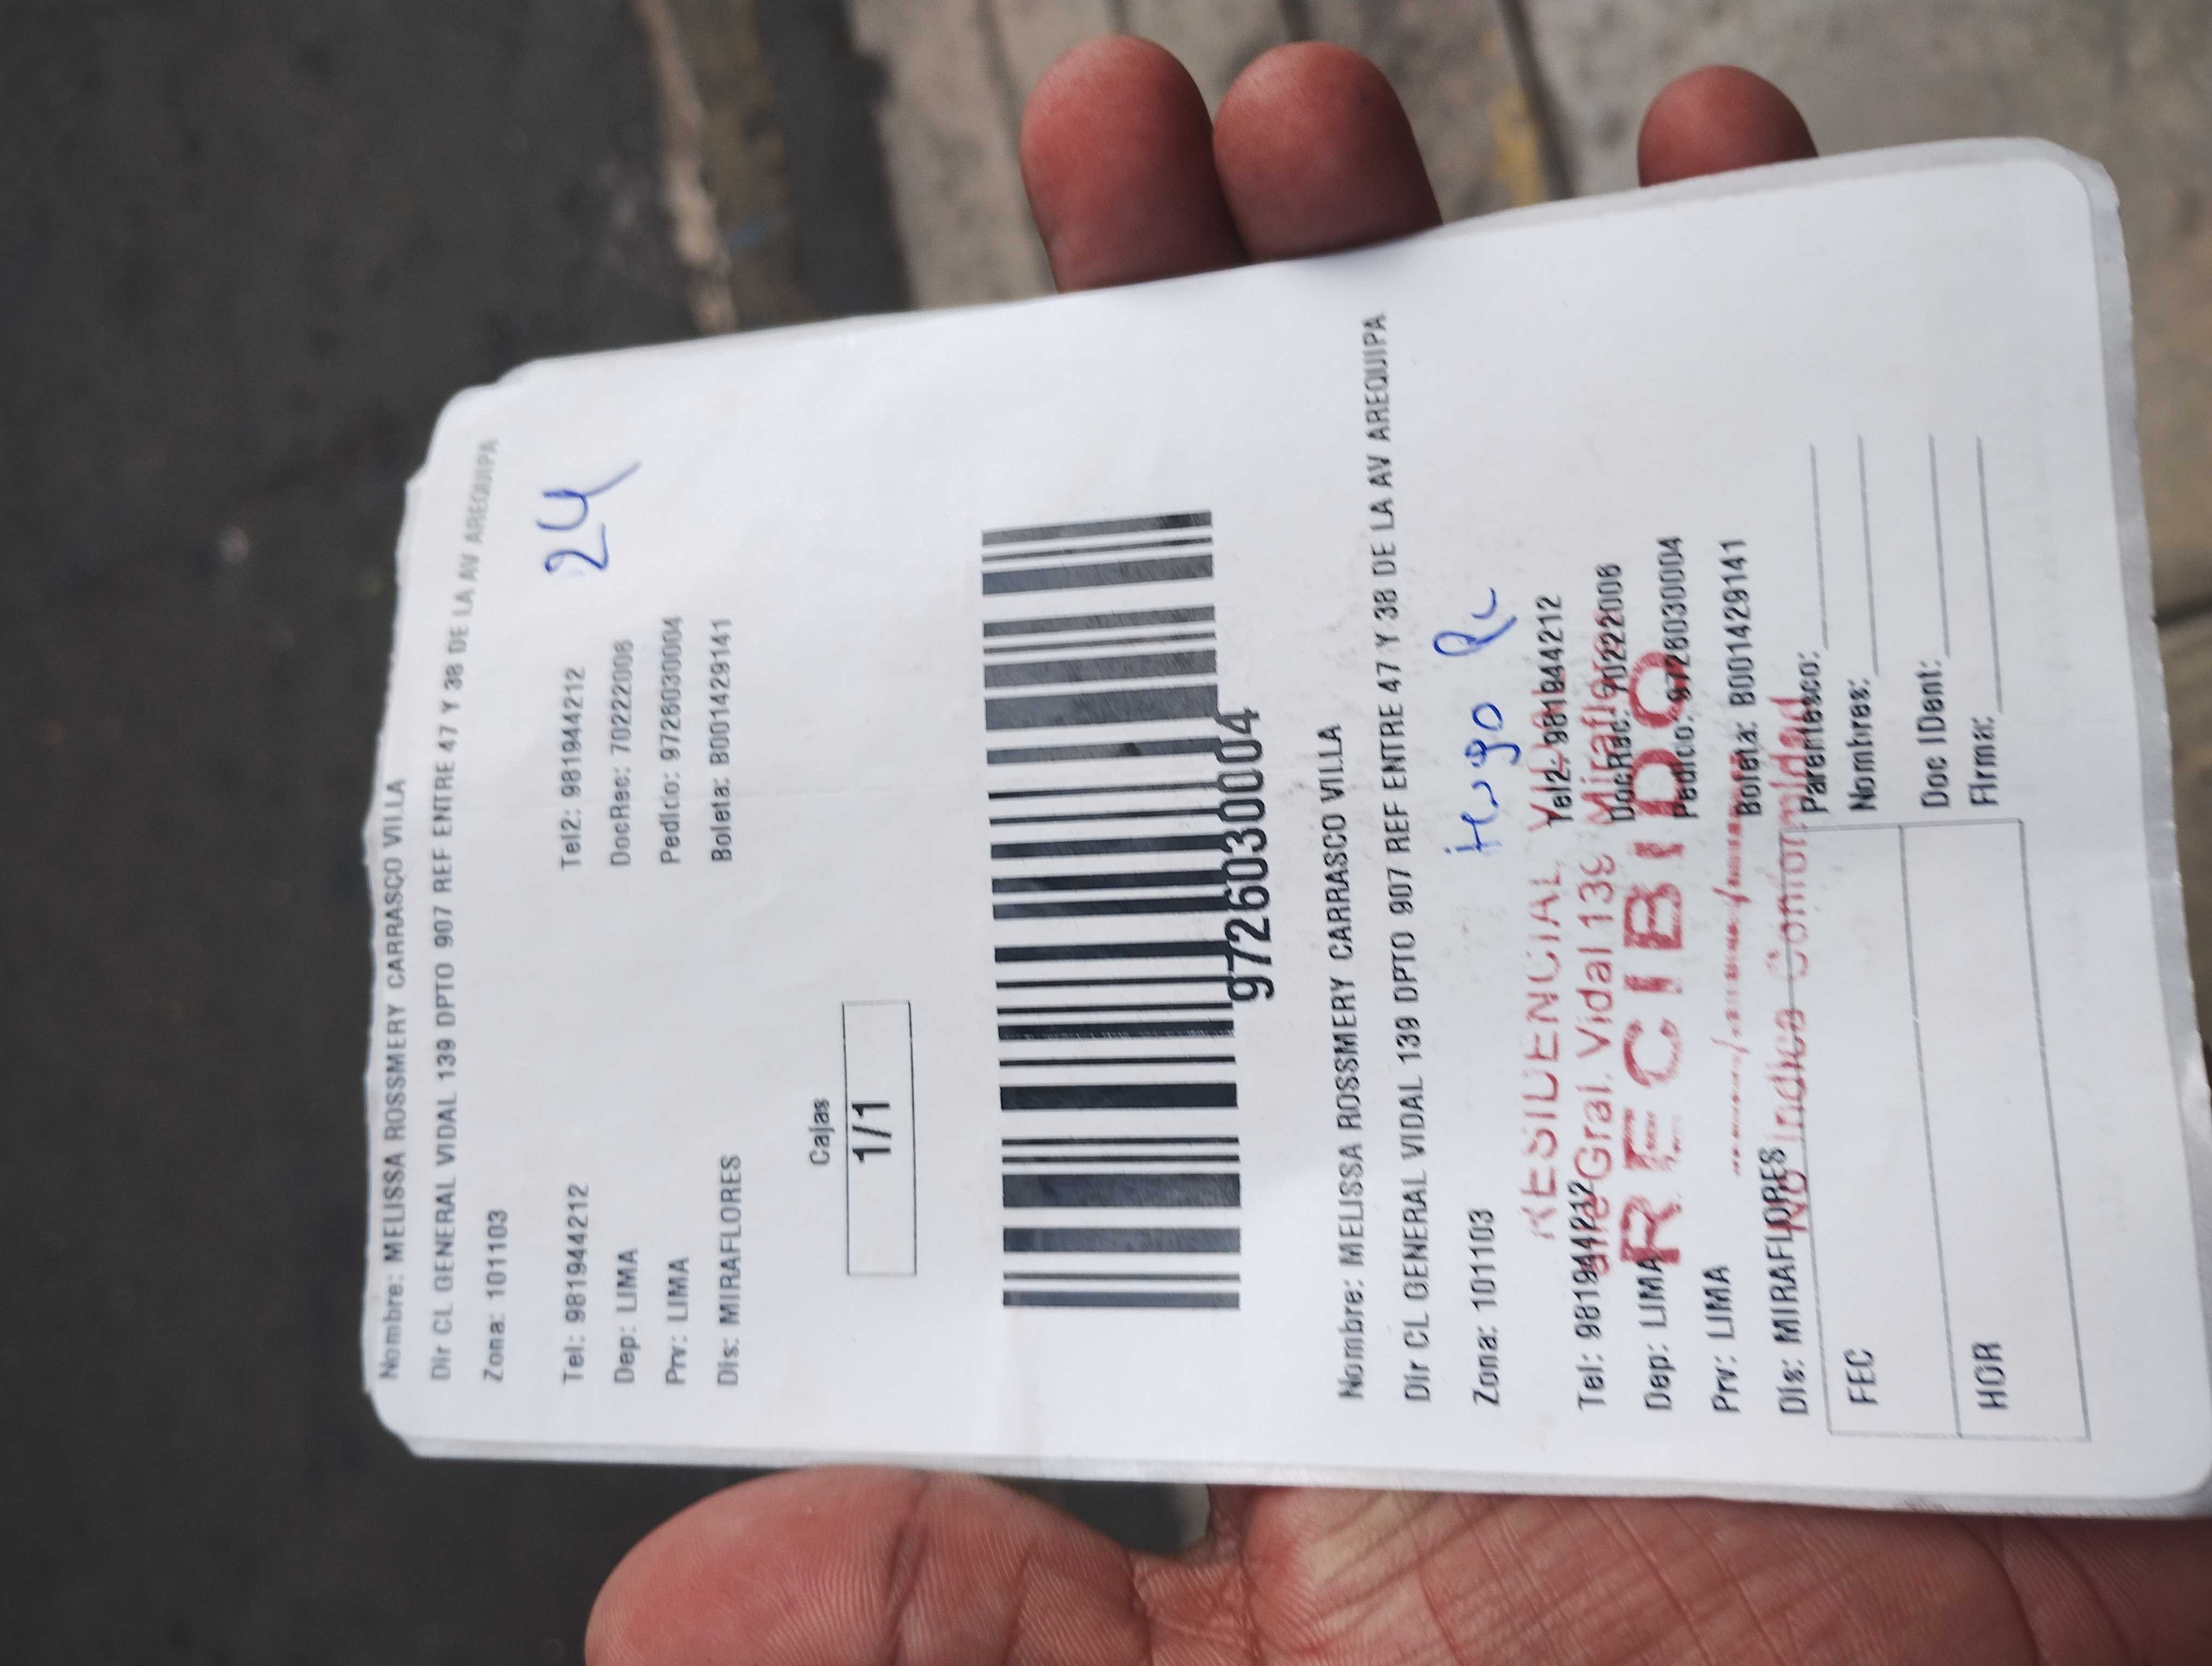 Nombre: MELISSA ROSSMERY CARRASCO VILLA
Dir CL GENERAL VIDAL 139 DPTO 907 REF ENTRE 47 Y 38 DE LA AV AREQUIPA
Zona: 101103
24
Tel: 981944212 Tel2: 981944212
Dep: LIMA DocRec: 70222006
Prv: LIMA Pedido: 9726030004
Dis: MIRAFLORES Boleta: B001429141
Cajas
1/1
9726030004
Nombre: MELISSA ROSSMERY CARRASCO VILLA
Dir CL GENERAL VIDAL 139 DPTO 907 REF ENTRE 47 Y 38 DE LA AV AREQUIPA
Zona: 101103
Hugo
RESIDENCIAL VIDAL
Tel: 981944212 Tel2: 981944212
Gral. Vidal 139 Miraflores
Dep: LIMA DocRec: 70222006
RECIBIDO
Prv: LIMA Pedido: 9726030004
Dis: MIRAFLORES Boleta: B001429141
No Indica Conformidad
Parentesco:
FEC Nombres:
Doc IDent:
HOR Firma: